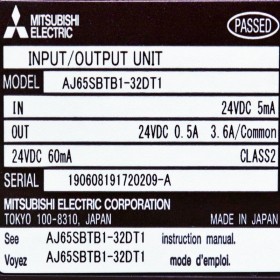 MITSUBISHI
ELECTRIC
PASSED
INPUT/OUTPUT UNIT
MODEL AJ65SBTB1-32DT1
IN 24VDC 5mA
OUT 24VDC 0.5A 3.6A/Common
24VDC 60mA CLASS2
SERIAL 190608191720209-A
MITSUBISHI ELECTRIC CORPORATION
TOKYO 100-8310, JAPAN MADE IN JAPAN
See AJ65SBTB1-32DT1 instruction manual.
Voyez AJ65SBTB1-32DT1 mode d'emploi.